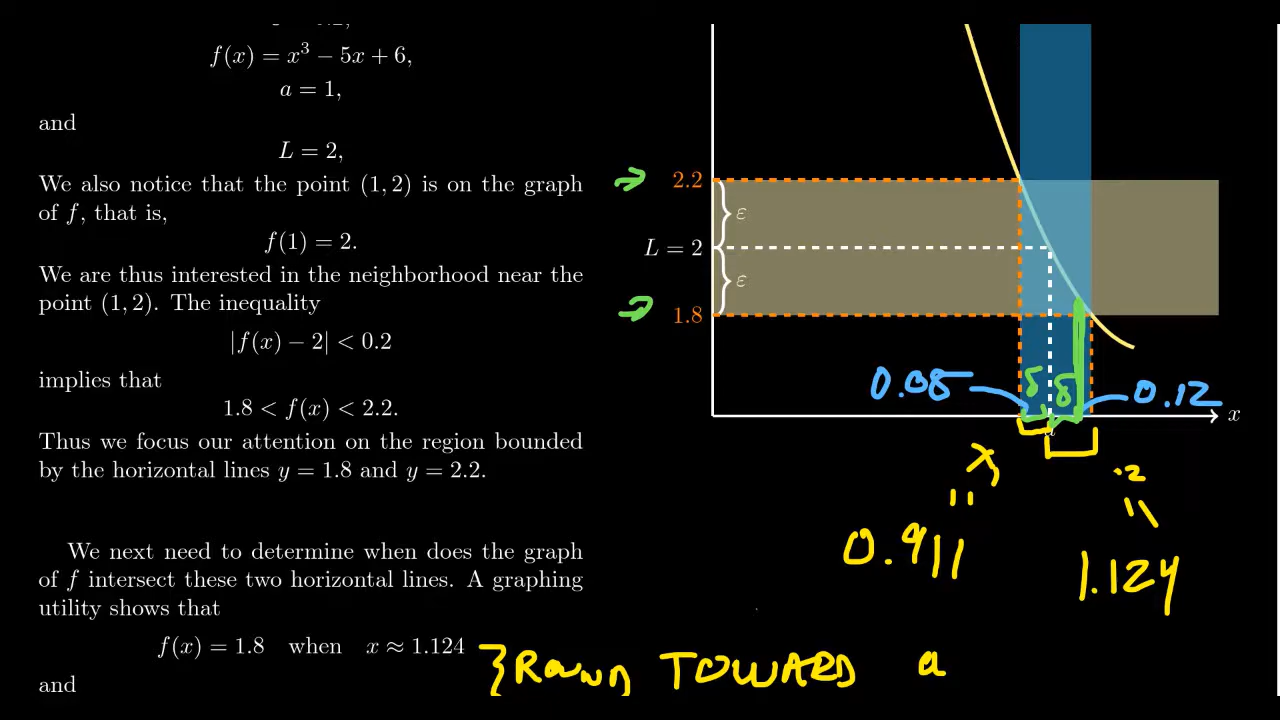 f(x) = x³ − 5x + 6,
a = 1,
and
L = 2,
We also notice that the point (1, 2) is on the graph
of f, that is,
f(1) = 2.
We are thus interested in the neighborhood near the
point (1, 2). The inequality
|f(x) − 2| < 0.2
implies that
1.8 < f(x) < 2.2.
Thus we focus our attention on the region bounded
by the horizontal lines y = 1.8 and y = 2.2.
We next need to determine when does the graph
of f intersect these two horizontal lines. A graphing
utility shows that
f(x) = 1.8 when x ≈ 1.124
and
2.2
ε
L = 2
ε
1.8
0.08
δ δ
0.12
x
a
x₁
0.911
1.124
}ROUND TOWARD a